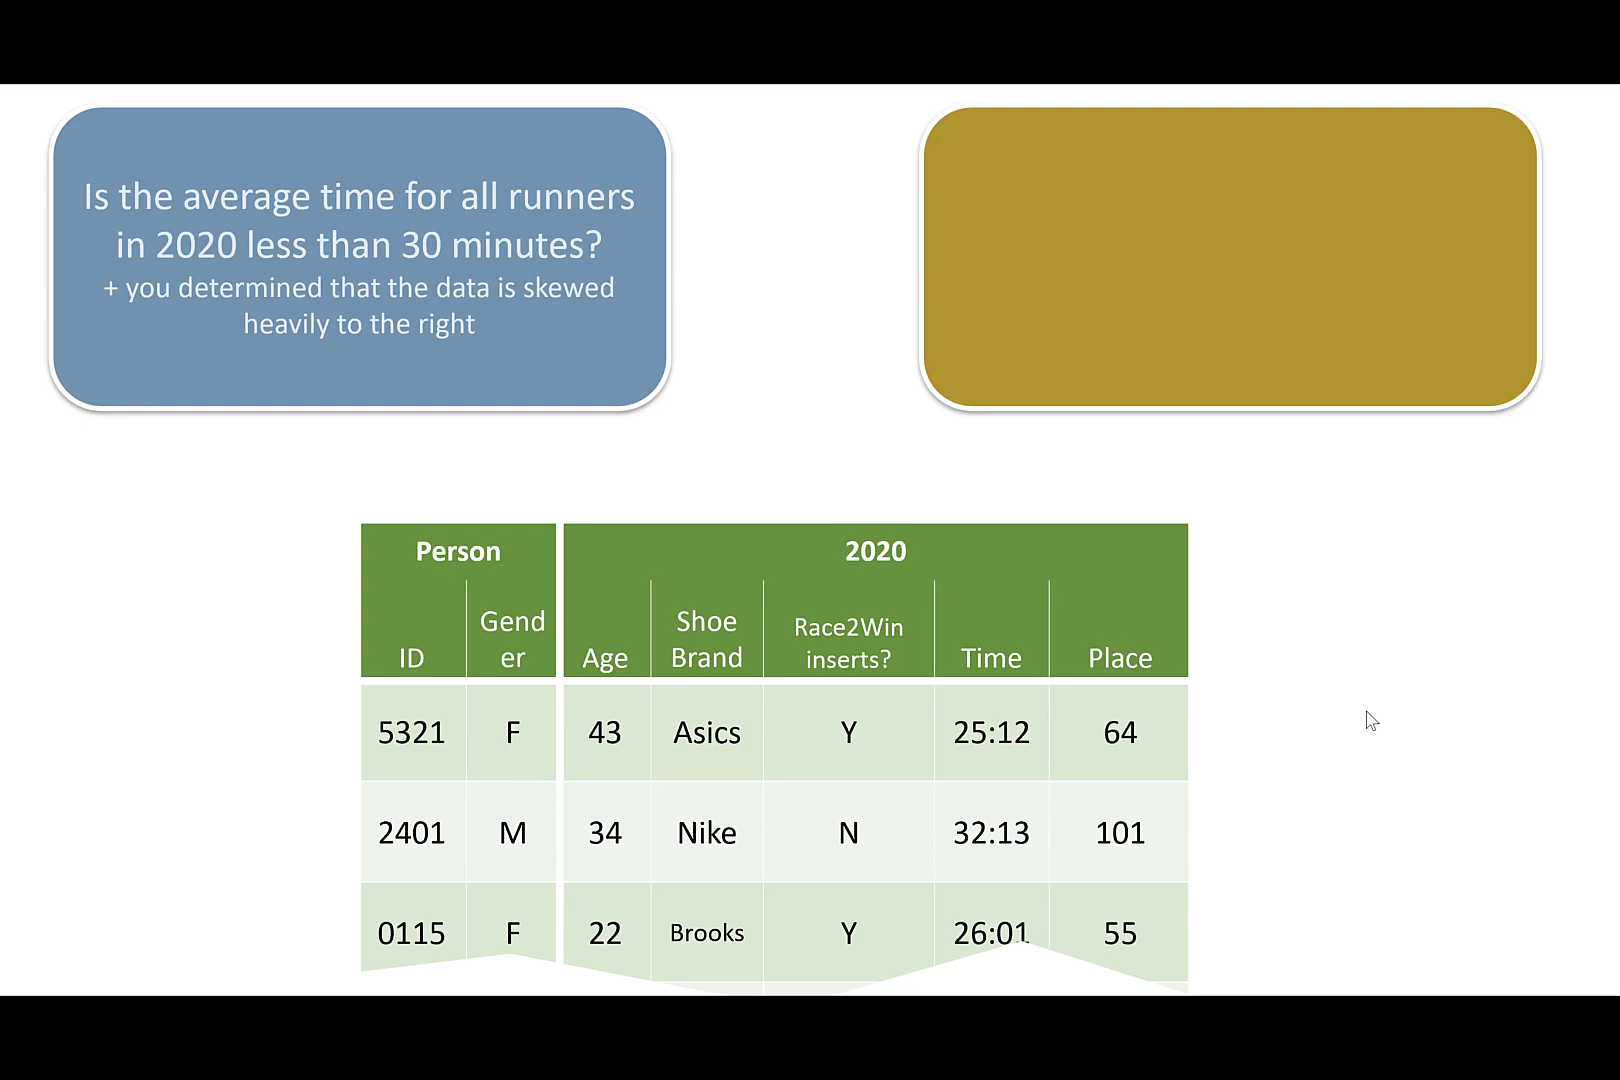 Is the average time for all runners
in 2020 less than 30 minutes?
+ you determined that the data is skewed
heavily to the right
Person 2020
ID Gend
er Age Shoe
Brand Race2Win
inserts? Time Place
5321 F 43 Asics Y 25:12 64
2401 M 34 Nike N 32:13 101
0115 F 22 Brooks Y 26:01 55